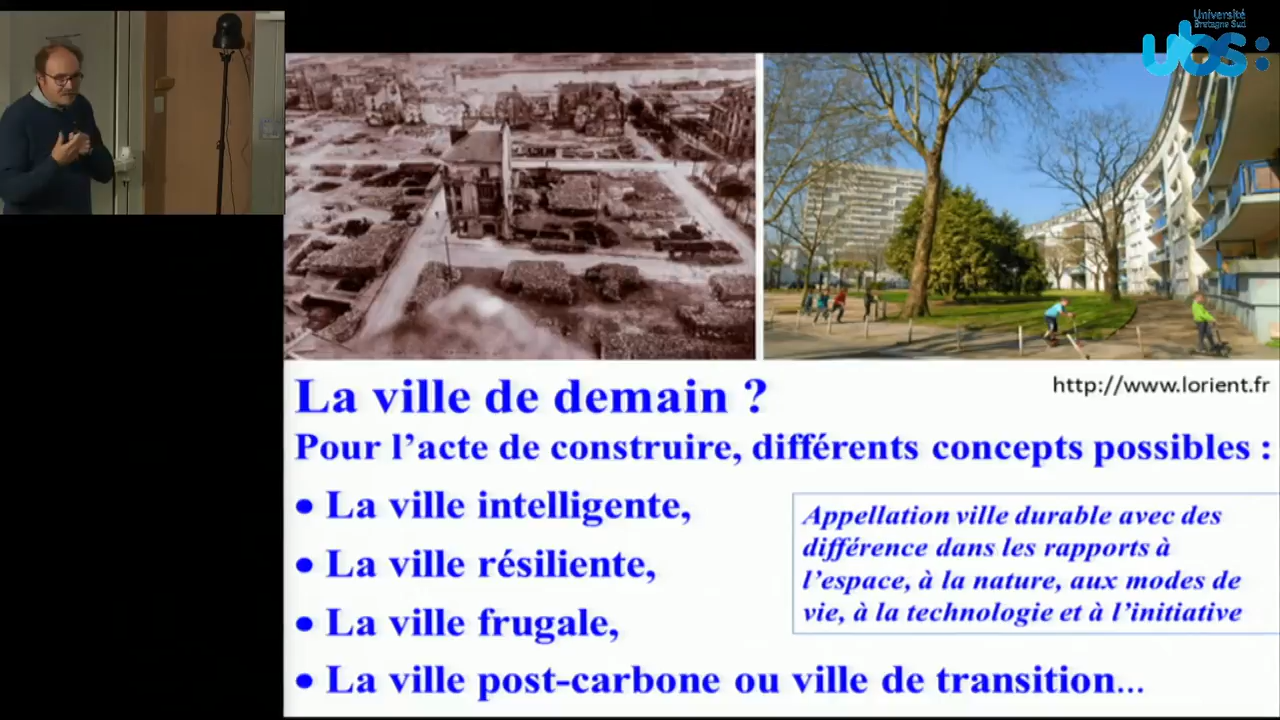 Université
Bretagne Sud
ubs:
http://www.lorient.fr
La ville de demain ?
Pour l’acte de construire, différents concepts possibles :
• La ville intelligente,
• La ville résiliente,
• La ville frugale,
• La ville post-carbone ou ville de transition...
Appellation ville durable avec des
différence dans les rapports à
l’espace, à la nature, aux modes de
vie, à la technologie et à l’initiative